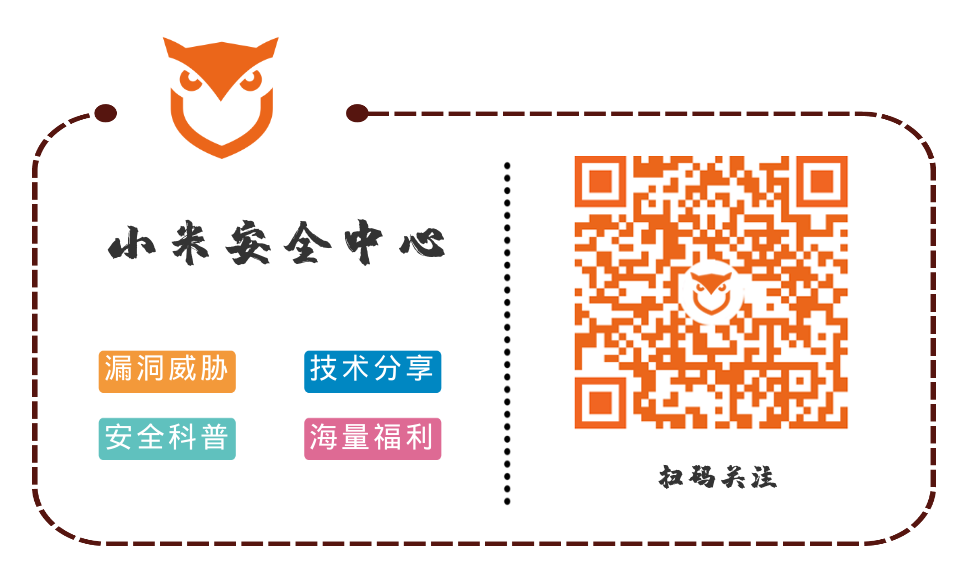 小米安全中心
漏洞威胁 技术分享
安全科普 海量福利
扫码关注